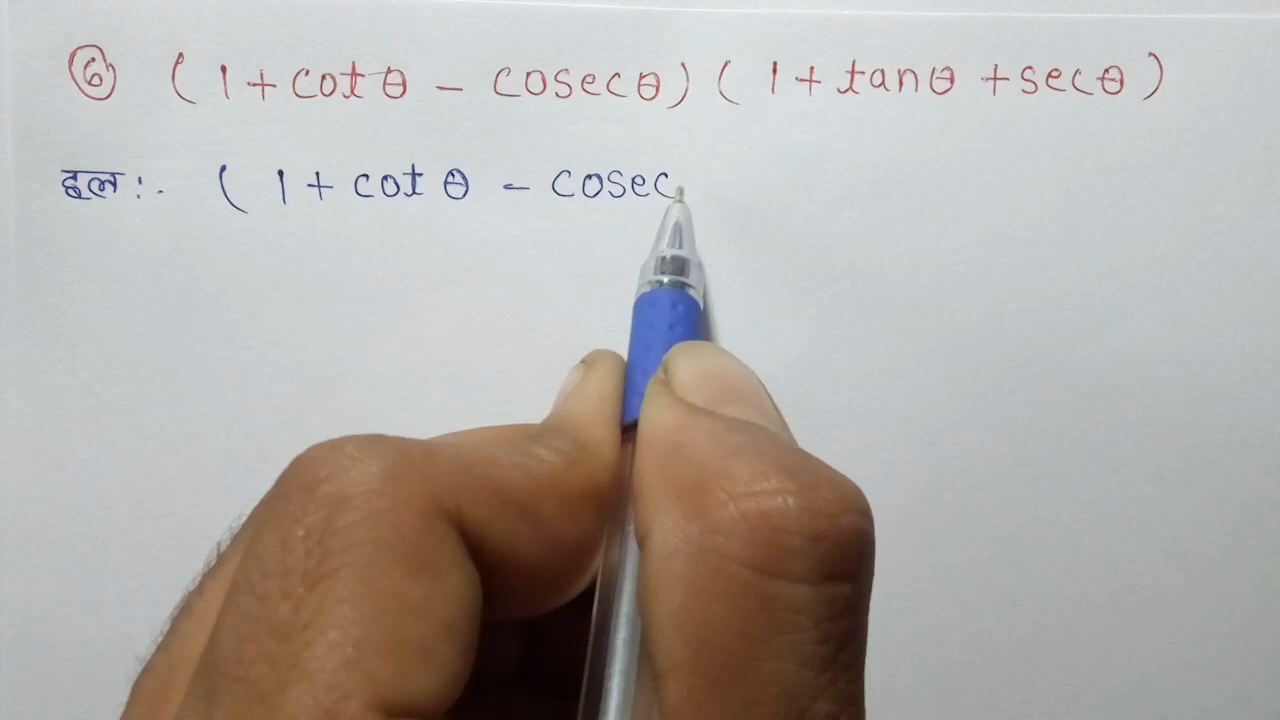 ⑥ (1+cotθ - cosecθ)(1+tanθ+secθ)
हल:- (1+cotθ - cosec